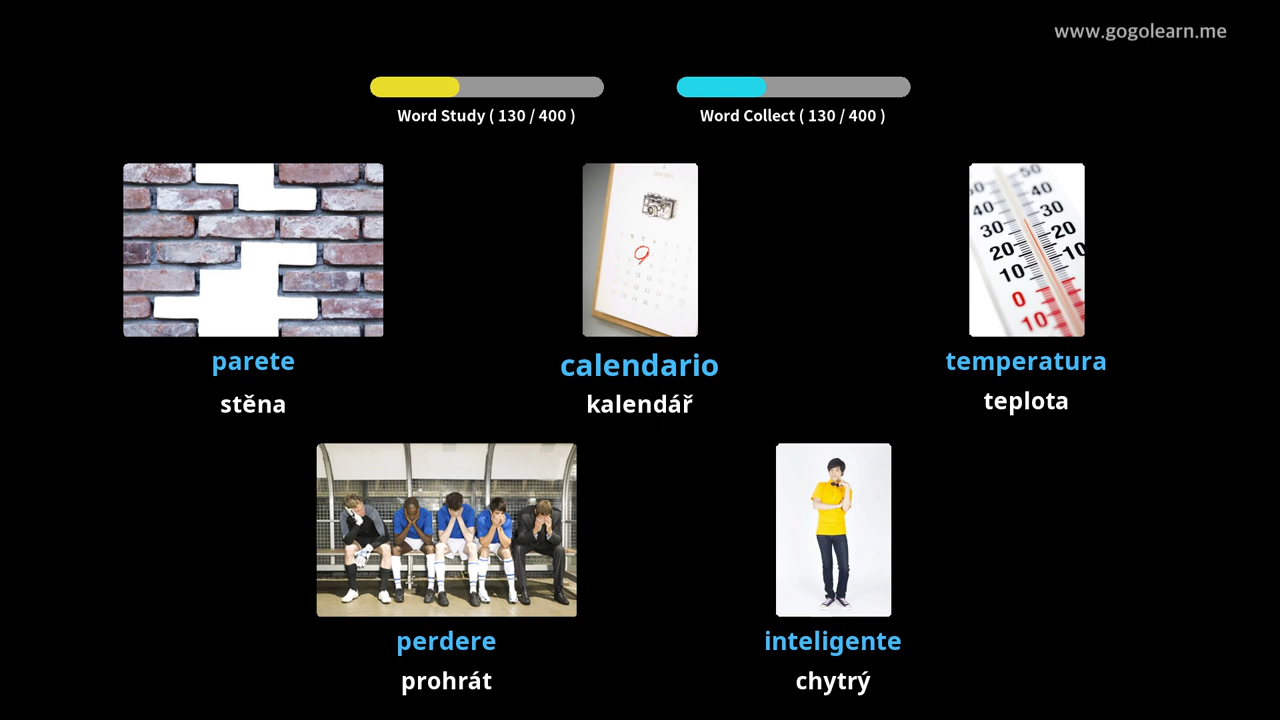 www.gogolearn.me
Word Study ( 130 / 400 )
Word Collect ( 130 / 400 )
parete
stěna
calendario
kalendář
temperatura
teplota
perdere
prohrát
inteligente
chytrý